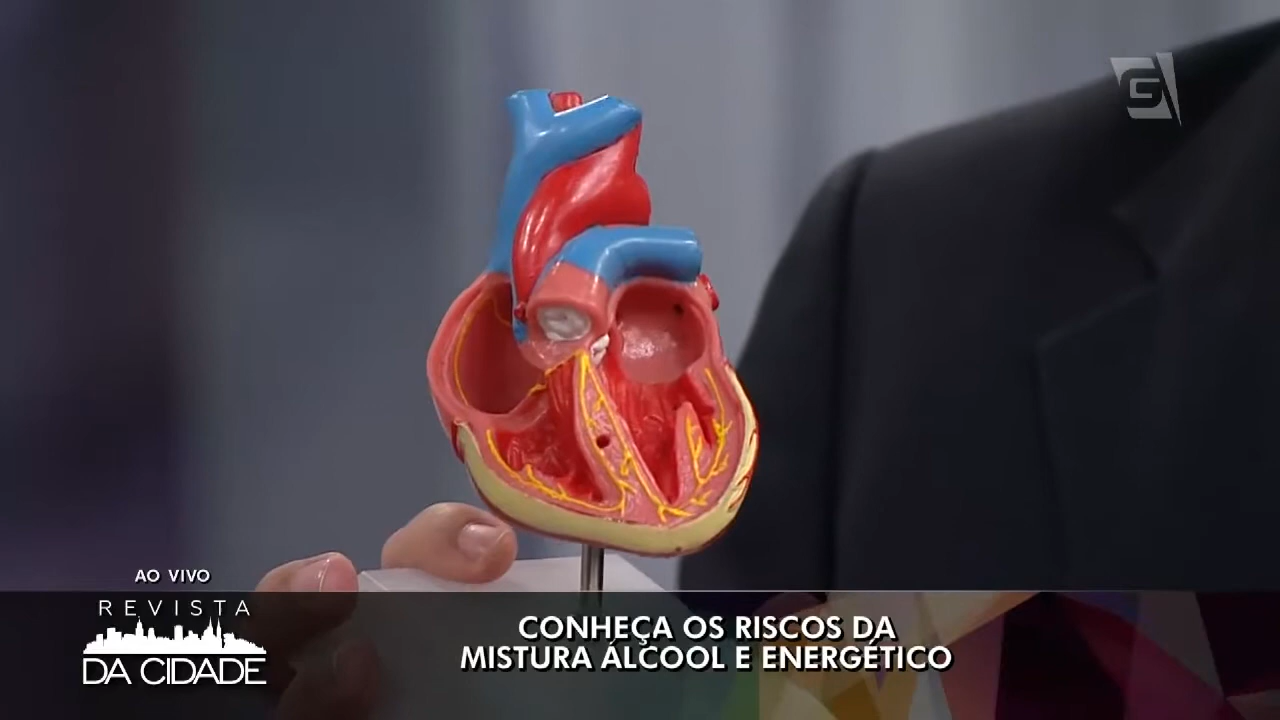 AO VIVO
REVISTA
DA CIDADE
CONHEÇA OS RISCOS DA
MISTURA ÁLCOOL E ENERGÉTICO
G